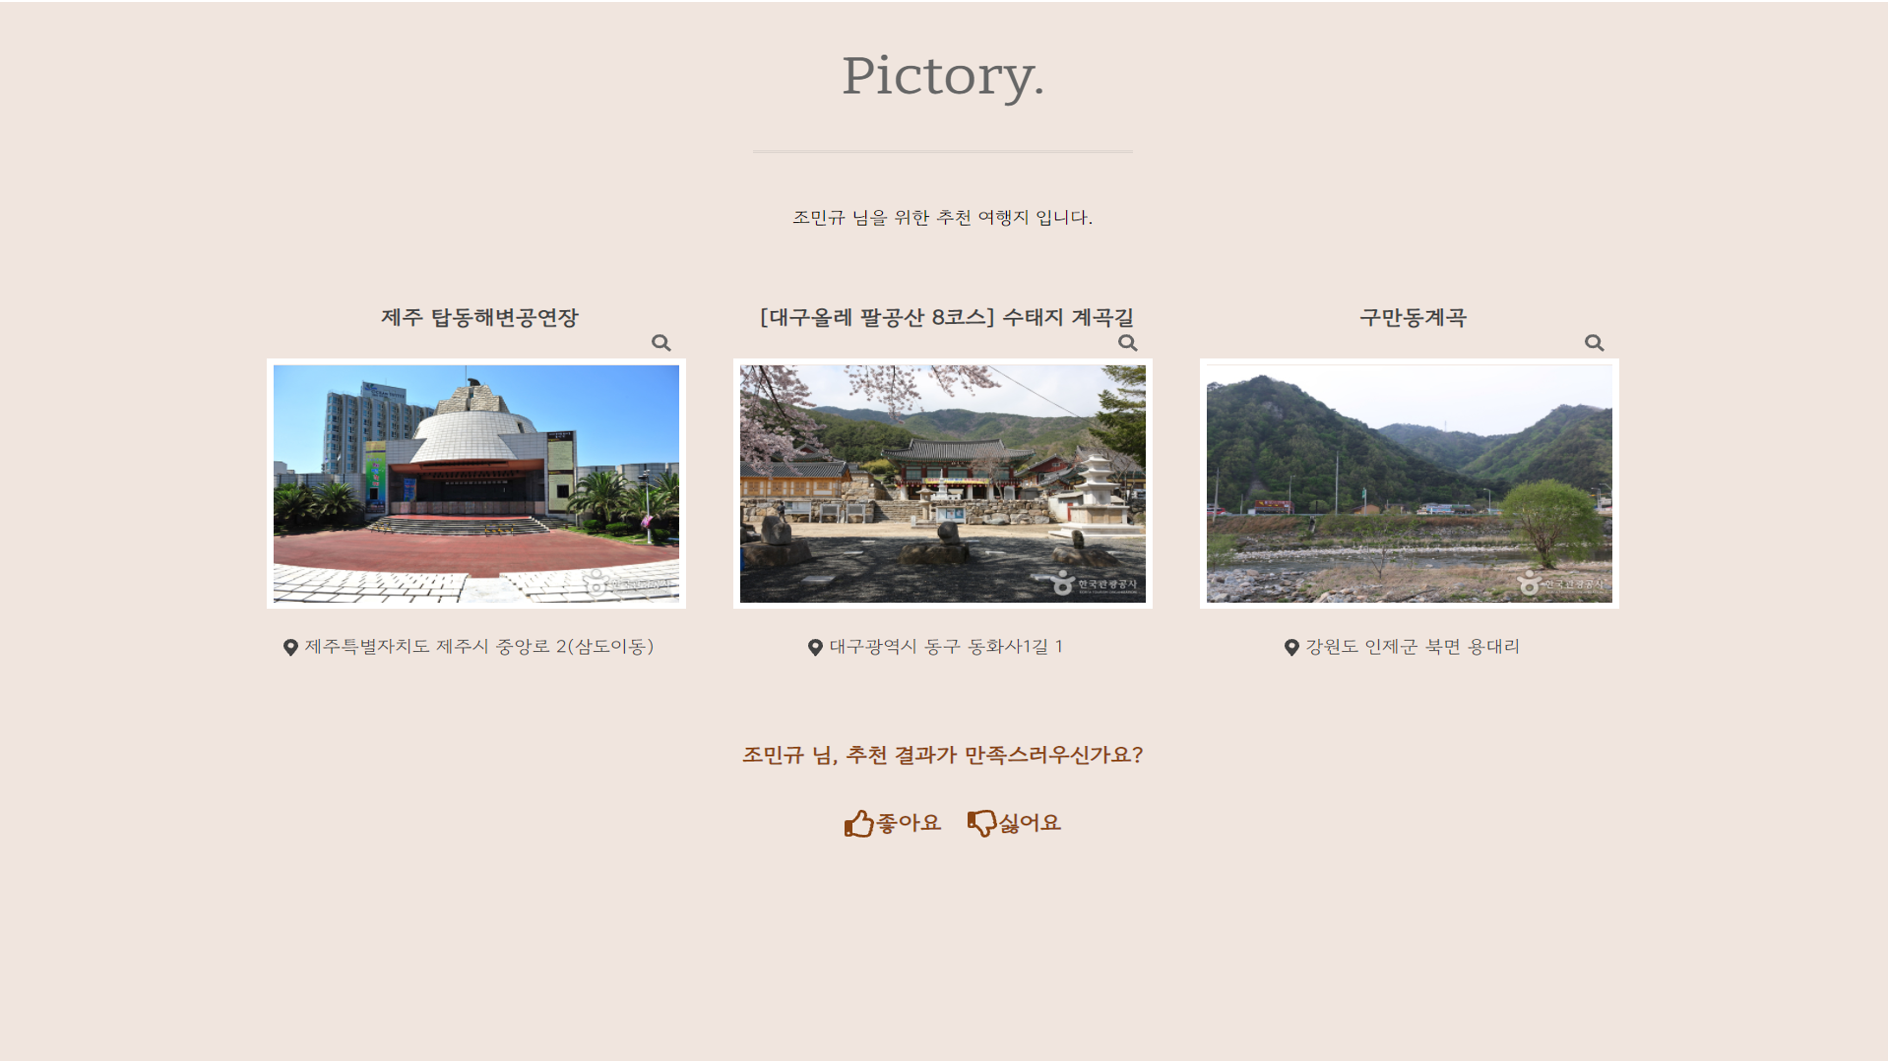 Pictory.
조민규 님을 위한 추천 여행지 입니다.
제주 탑동해변공연장
[대구올레 팔공산 8코스] 수태지 계곡길
구만동계곡
한국관광공사
한국관광공사
한국관광공사
제주특별자치도 제주시 중앙로 2(삼도이동)
대구광역시 동구 동화사1길 1
강원도 인제군 북면 용대리
조민규 님, 추천 결과가 만족스러우신가요?
좋아요 싫어요